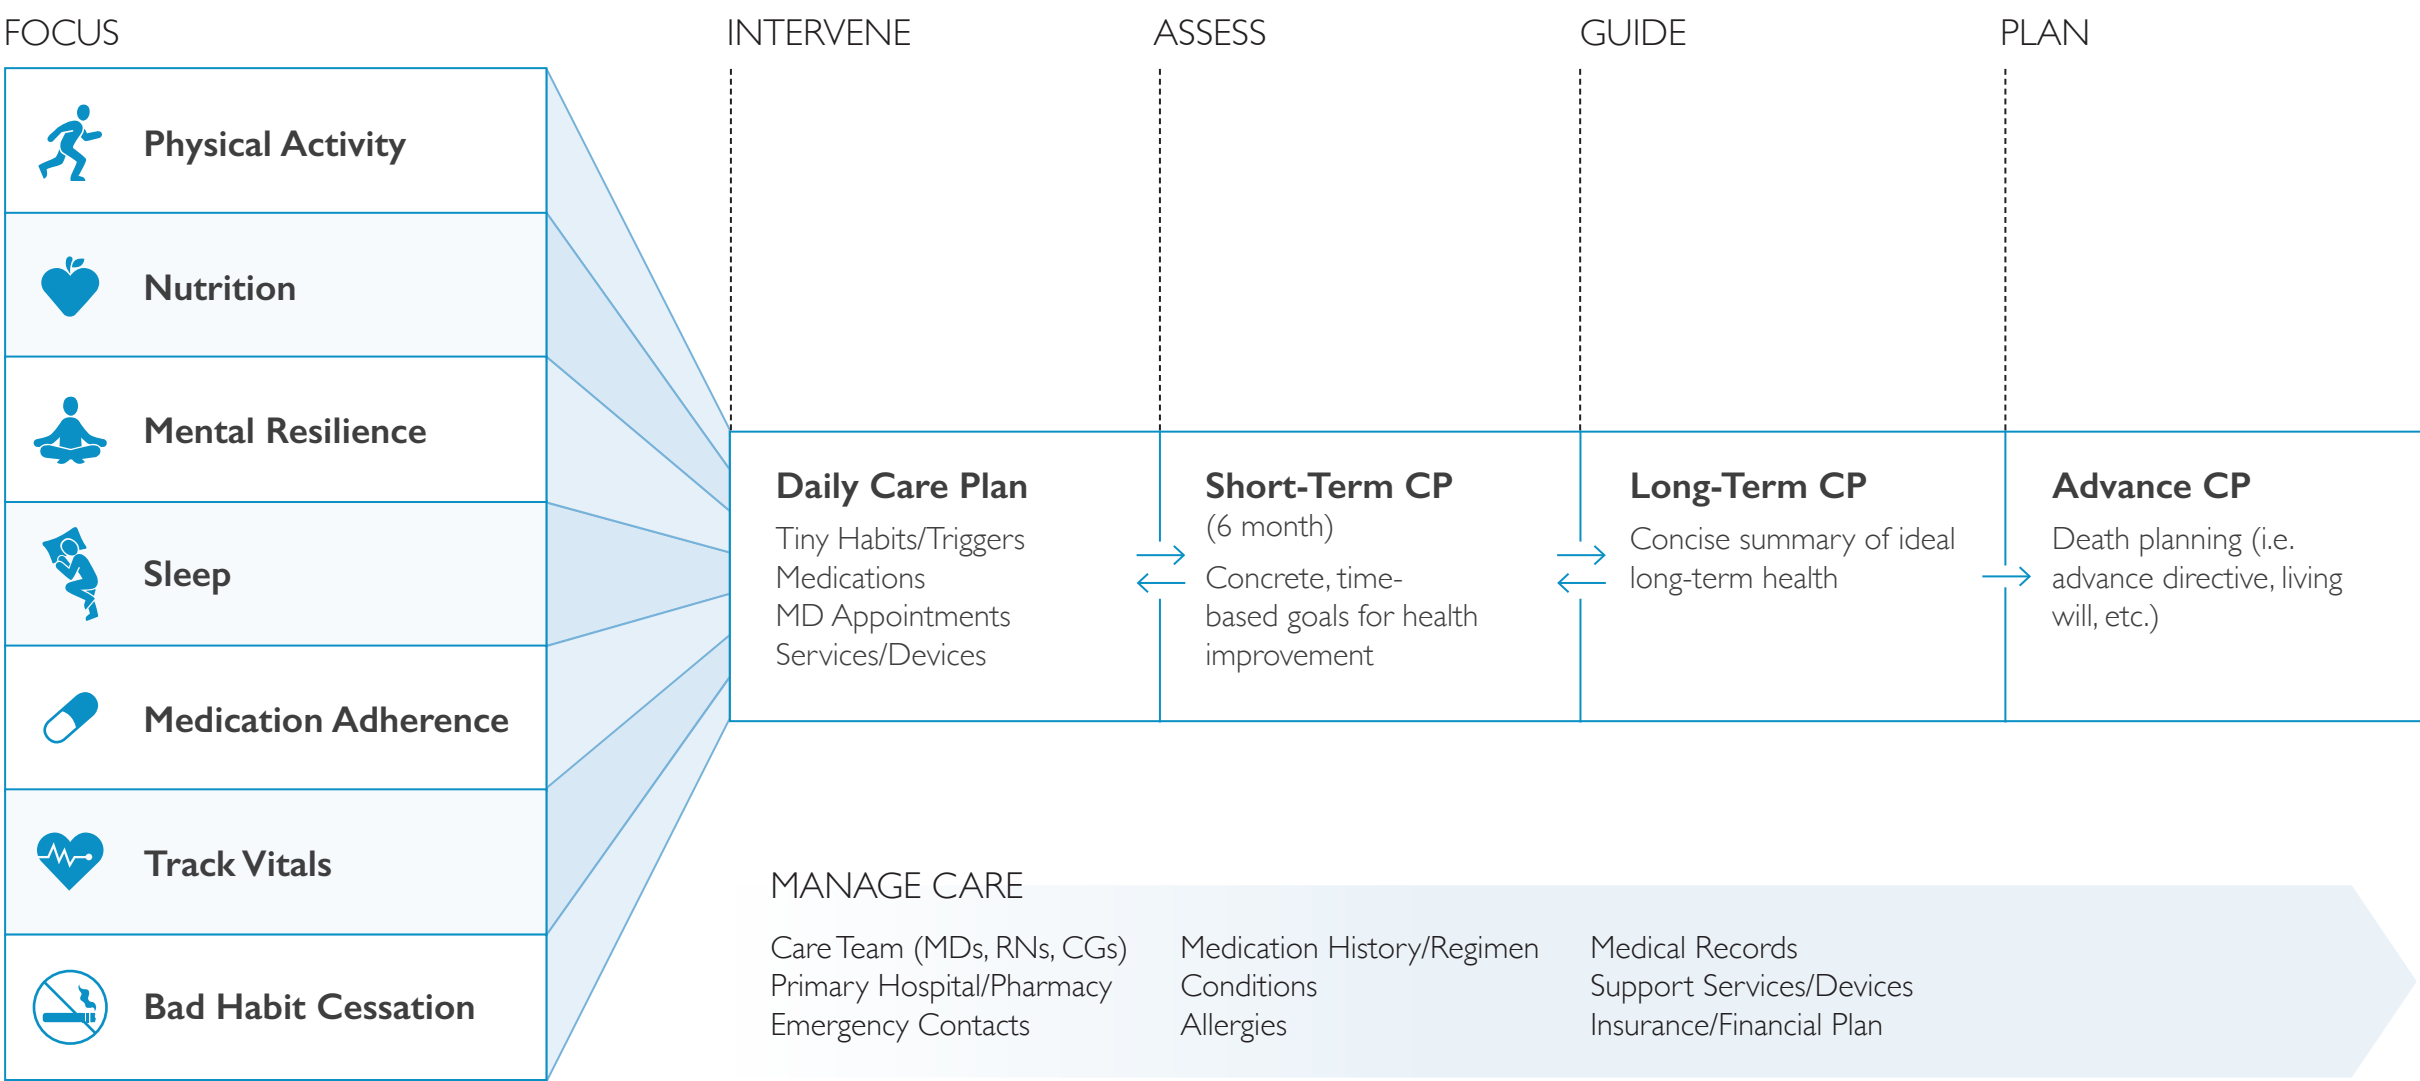 FOCUS
INTERVENE
ASSESS
GUIDE
PLAN
Physical Activity
Nutrition
Mental Resilience
Sleep
Medication Adherence
Track Vitals
Bad Habit Cessation
Daily Care Plan
Tiny Habits/Triggers
Medications
MD Appointments
Services/Devices
Short-Term CP
(6 month)
Concrete, time-
based goals for health
improvement
Long-Term CP
Concise summary of ideal
long-term health
Advance CP
Death planning (i.e.
advance directive, living
will, etc.)
MANAGE CARE
Care Team (MDs, RNs, CGs)
Primary Hospital/Pharmacy
Emergency Contacts
Medication History/Regimen
Conditions
Allergies
Medical Records
Support Services/Devices
Insurance/Financial Plan